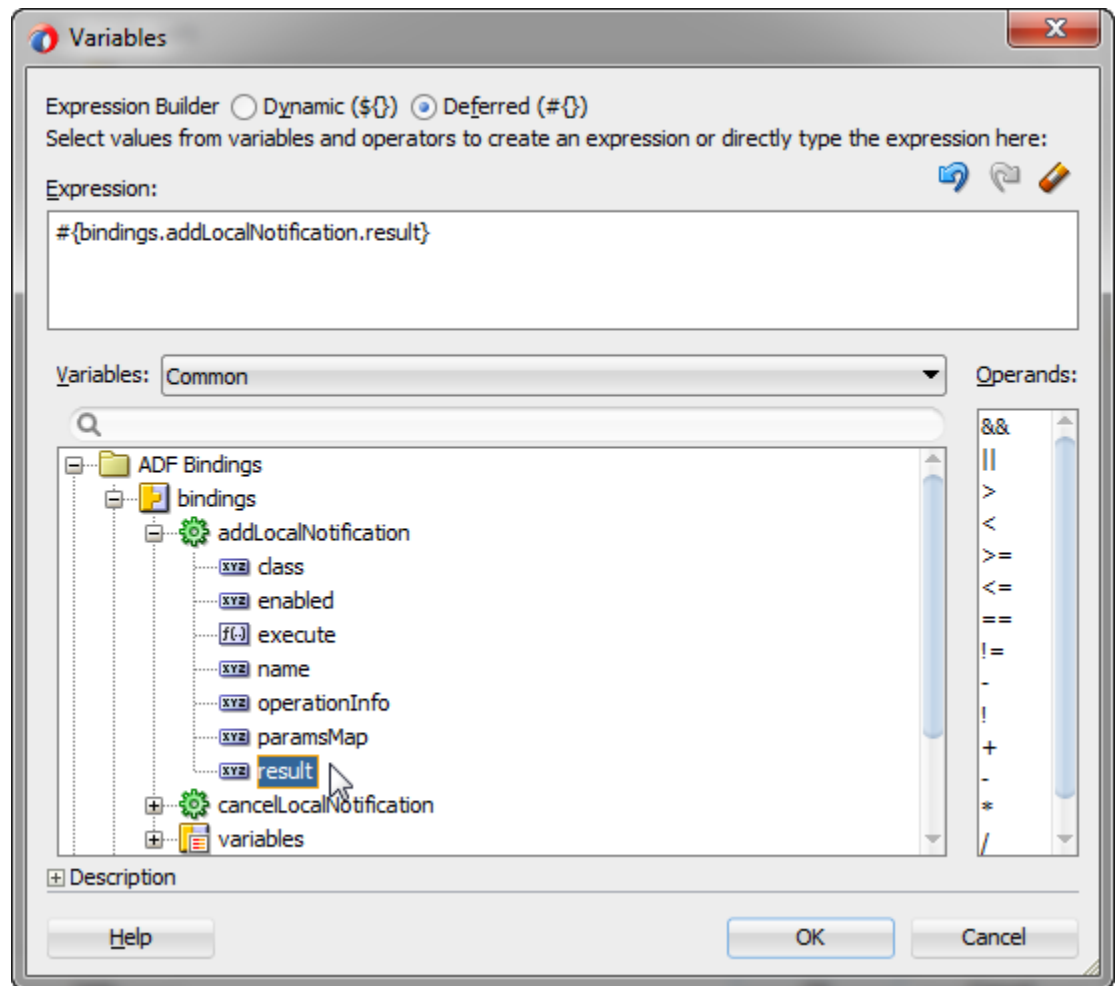 Variables
Expression Builder Dynamic (${}) Deferred (#{})
Select values from variables and operators to create an expression or directly type the expression here:
Expression:
#{bindings.addLocalNotification.result}
Variables: Common
Operands:
ADF Bindings
bindings
addLocalNotification
class
enabled
execute
name
operationInfo
paramsMap
result
cancelLocalNotification
variables
&&
||
>
<
>=
<=
==
!=
-
!
+
-
*
/
Description
Help OK Cancel